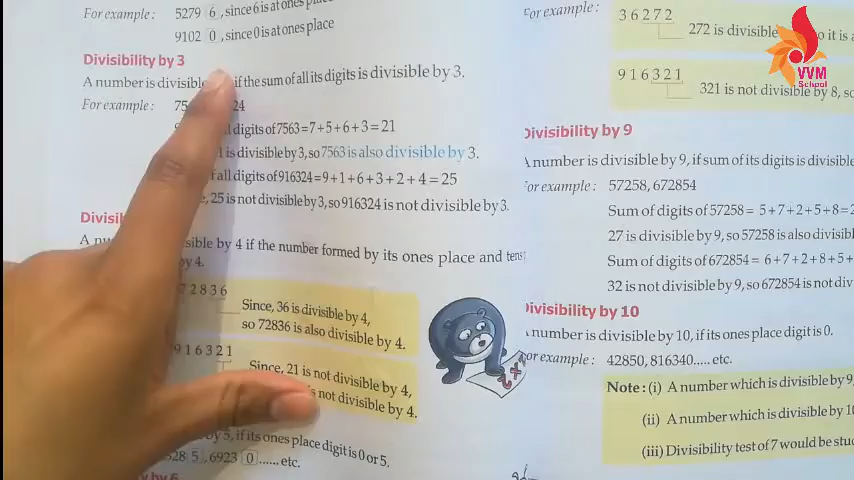 For example : 5279 6 , since 6 is at ones place
9102 0 , since 0 is at ones place
Divisibility by 3
A number is divisible if the sum of all its digits is divisible by 3.
For example : 75 24
all digits of 7563 = 7 + 5 + 6 + 3 = 21
is divisible by 3, so 7563 is also divisible by 3.
all digits of 916324 = 9 + 1 + 6 + 3 + 2 + 4 = 25
25 is not divisible by 3, so 916324 is not divisible by 3.
Divisi
A if the number formed by its ones place and tens
by 4.
72836
Since, 36 is divisible by 4,
so 72836 is also divisible by 4.
916321
Since, 21 is not divisible by 4,
not divisible by 4.
by 5, if its ones place digit is 0 or 5.
28 5 , 6923 0 ...... etc.
by 6
For example :
36272
272 is divisible so it is
916321
321 is not divisible by 8, so
Divisibility by 9
A number is divisible by 9, if sum of its digits is divisible
For example : 57258, 672854
Sum of digits of 57258 = 5 + 7 + 2 + 5 + 8 = 2
27 is divisible by 9, so 57258 is also divisi
Sum of digits of 672854 = 6 + 7 + 2 + 8 + 5 +
32 is not divisible by 9, so 672854 is not div
Divisibility by 10
A number is divisible by 10, if its ones place digit is 0.
For example : 42850, 816340..... etc.
Note : (i) A number which is divisible by 9
(ii) A number which is divisible by 10
(iii) Divisibility test of 7 would be stu
VVM
School